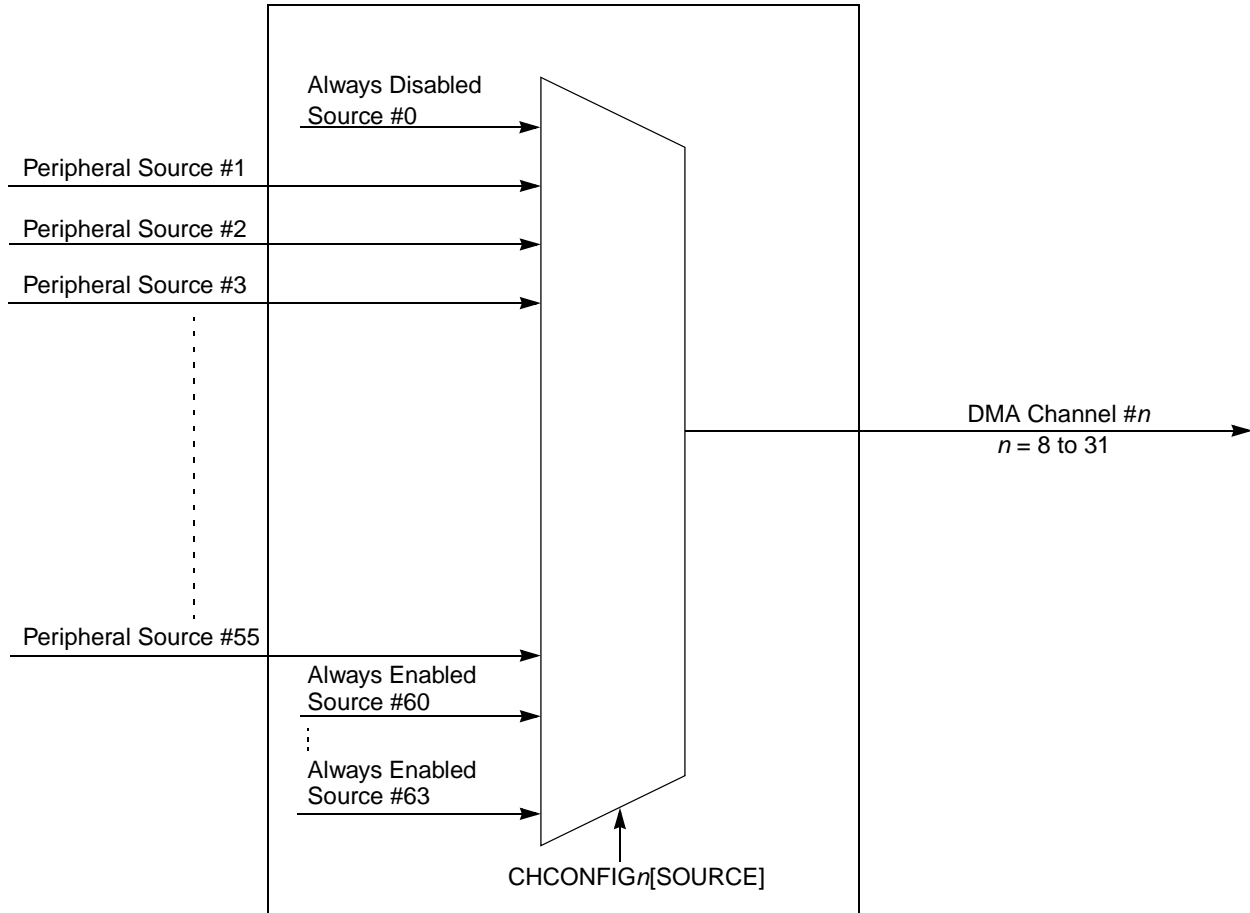 Always Disabled
Source #0
Peripheral Source #1
Peripheral Source #2
Peripheral Source #3
DMA Channel #n
n = 8 to 31
Peripheral Source #55
Always Enabled
Source #60
Always Enabled
Source #63
CHCONFIGn[SOURCE]